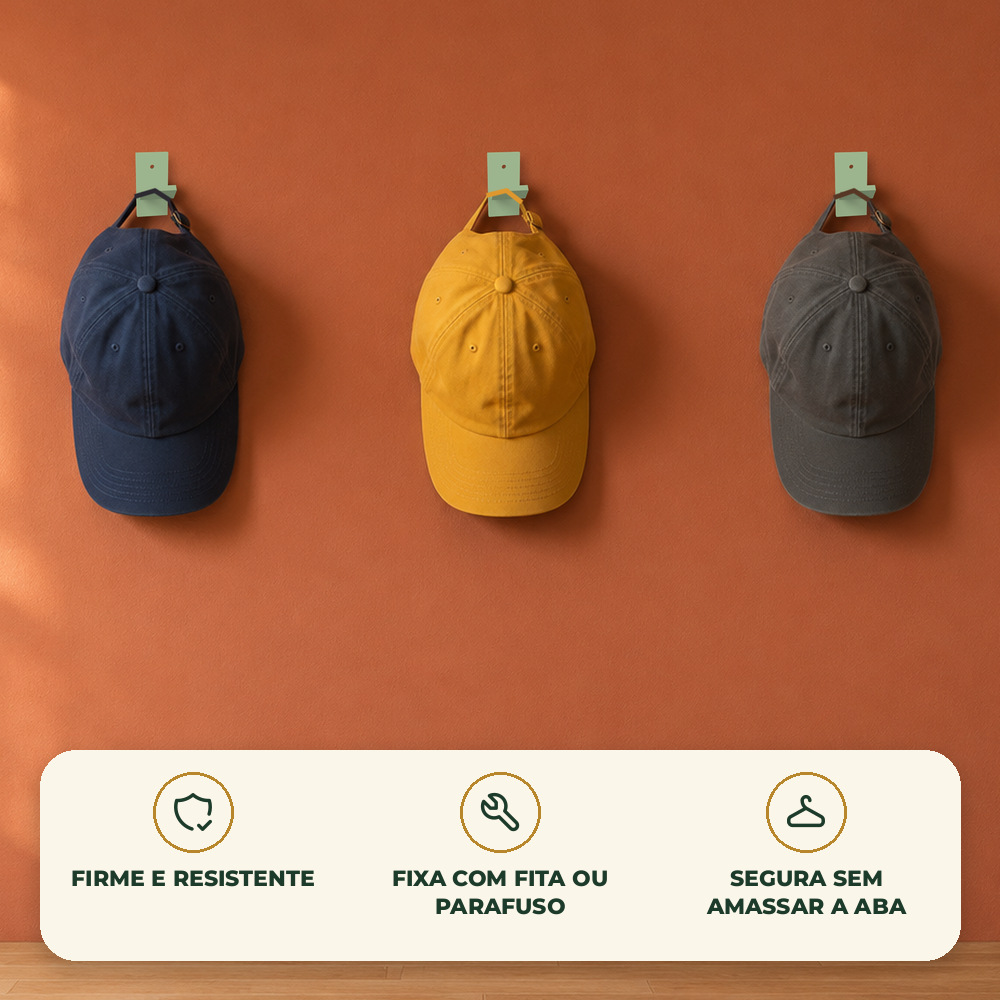 FIRME E RESISTENTE
FIXA COM FITA OU
PARAFUSO
SEGURA SEM
AMASSAR A ABA